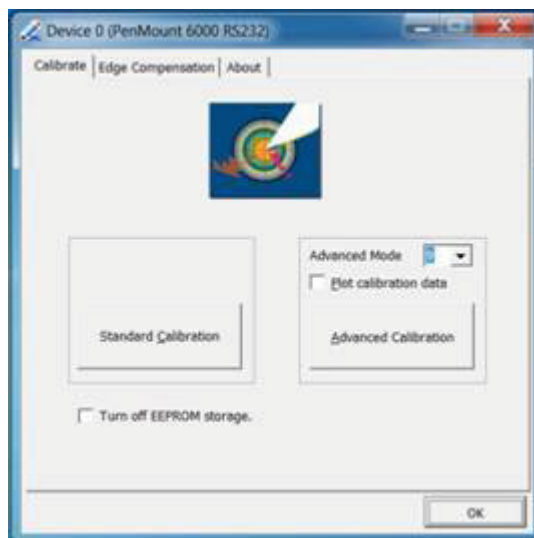 Device 0 (PenMount 6000 RS232)
Calibrate
Edge Compensation
About
Advanced Mode
Plot calibration data
Standard Calibration
Advanced Calibration
Turn off EEPROM storage.
OK